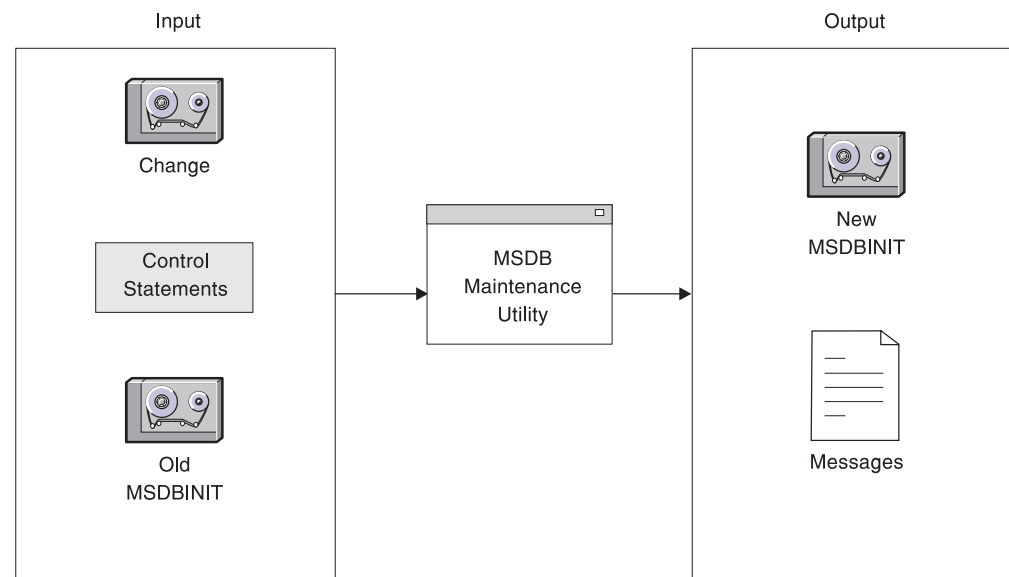 Input
Output
Change
Control
Statements
Old
MSDBINIT
MSDB
Maintenance
Utility
New
MSDBINIT
Messages